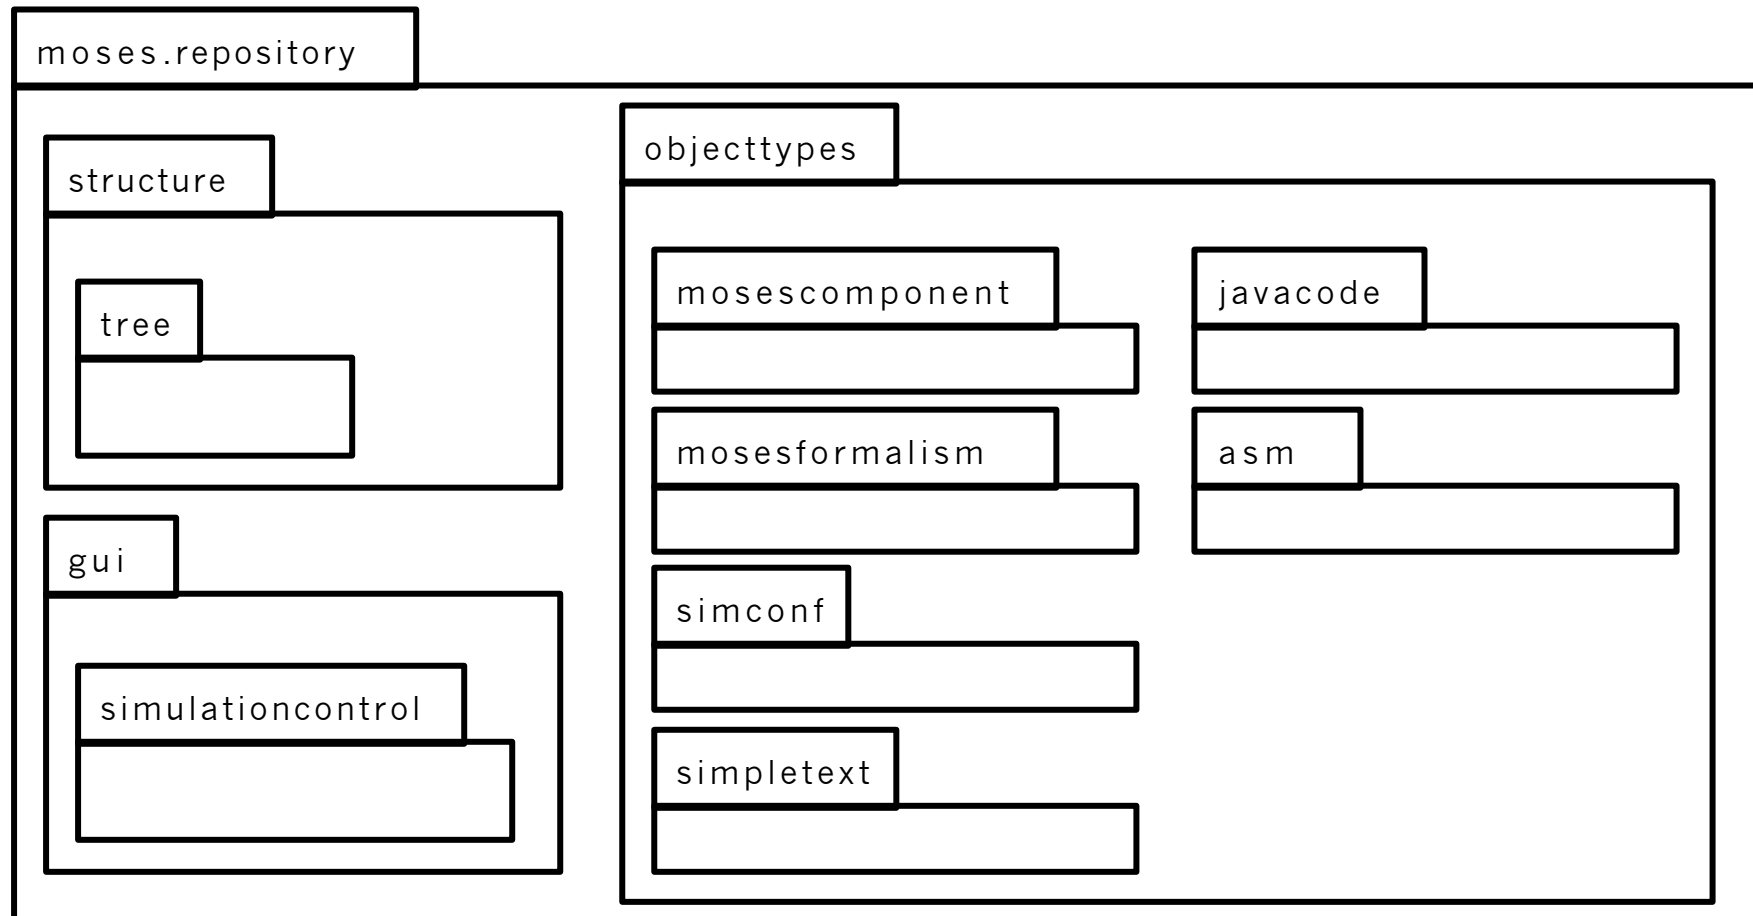 moses.repository
structure
tree
gui
simulationcontrol
objecttypes
mosescomponent
javacode
mosesformalism
asm
simconf
simpletext